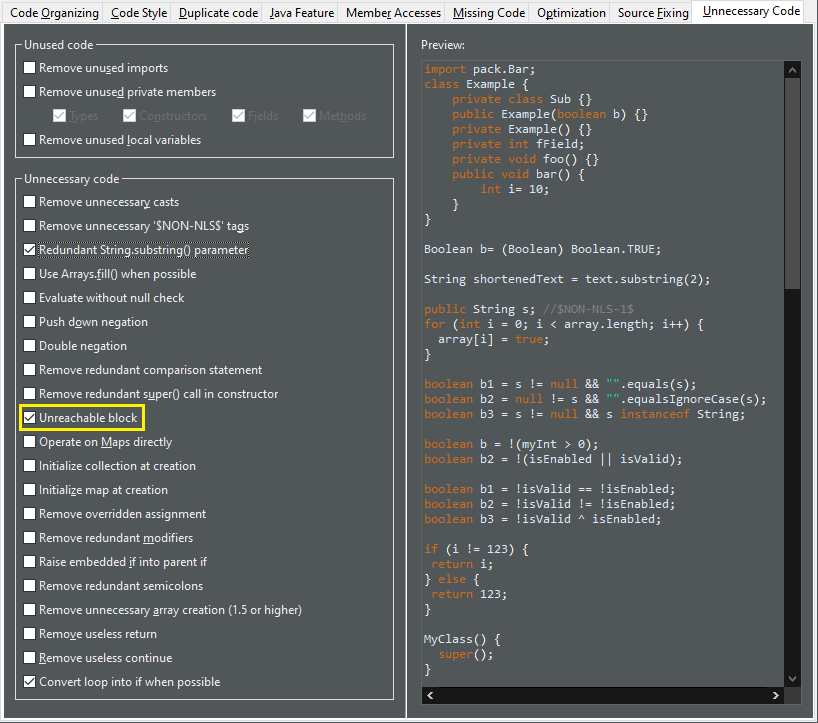 Code Organizing Code Style Duplicate code Java Feature Member Accesses Missing Code Optimization Source Fixing Unnecessary Code
Unused code
Remove unused imports
Remove unused private members
Types Constructors Fields Methods
Remove unused local variables
Unnecessary code
Remove unnecessary casts
Remove unnecessary '$NON-NLS$' tags
Redundant String.substring() parameter
Use Arrays.fill() when possible
Evaluate without null check
Push down negation
Double negation
Remove redundant comparison statement
Remove redundant super() call in constructor
Unreachable block
Operate on Maps directly
Initialize collection at creation
Initialize map at creation
Remove overridden assignment
Remove redundant modifiers
Raise embedded if into parent if
Remove redundant semicolons
Remove unnecessary array creation (1.5 or higher)
Remove useless return
Remove useless continue
Convert loop into if when possible
Preview:
import pack.Bar;
class Example {
    private class Sub {}
    public Example(boolean b) {}
    private Example() {}
    private int fField;
    private void foo() {}
    public void bar() {
        int i= 10;
    }
}
Boolean b= (Boolean) Boolean.TRUE;
String shortenedText = text.substring(2);
public String s; //$NON-NLS-1$
for (int i = 0; i < array.length; i++) {
  array[i] = true;
}
boolean b1 = s != null && "".equals(s);
boolean b2 = null != s && "".equalsIgnoreCase(s);
boolean b3 = s != null && s instanceof String;
boolean b = !(myInt > 0);
boolean b2 = !(isEnabled || isValid);
boolean b1 = !isValid == !isEnabled;
boolean b2 = !isValid != !isEnabled;
boolean b3 = !isValid ^ isEnabled;
if (i != 123) {
 return i;
} else {
 return 123;
}
MyClass() {
  super();
}